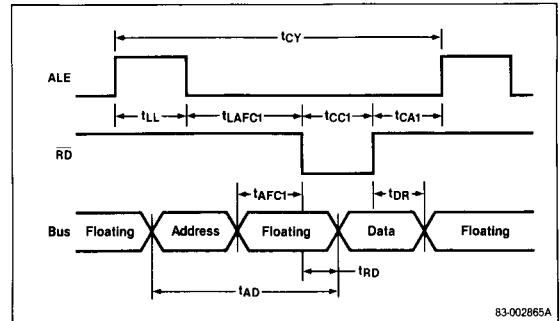 tCY
ALE
tLL tLAFC1 tCC1 tCA1
RD
tAFC1 tDR
Bus Floating Address Floating Data Floating
tRD
tAD
83-002865A